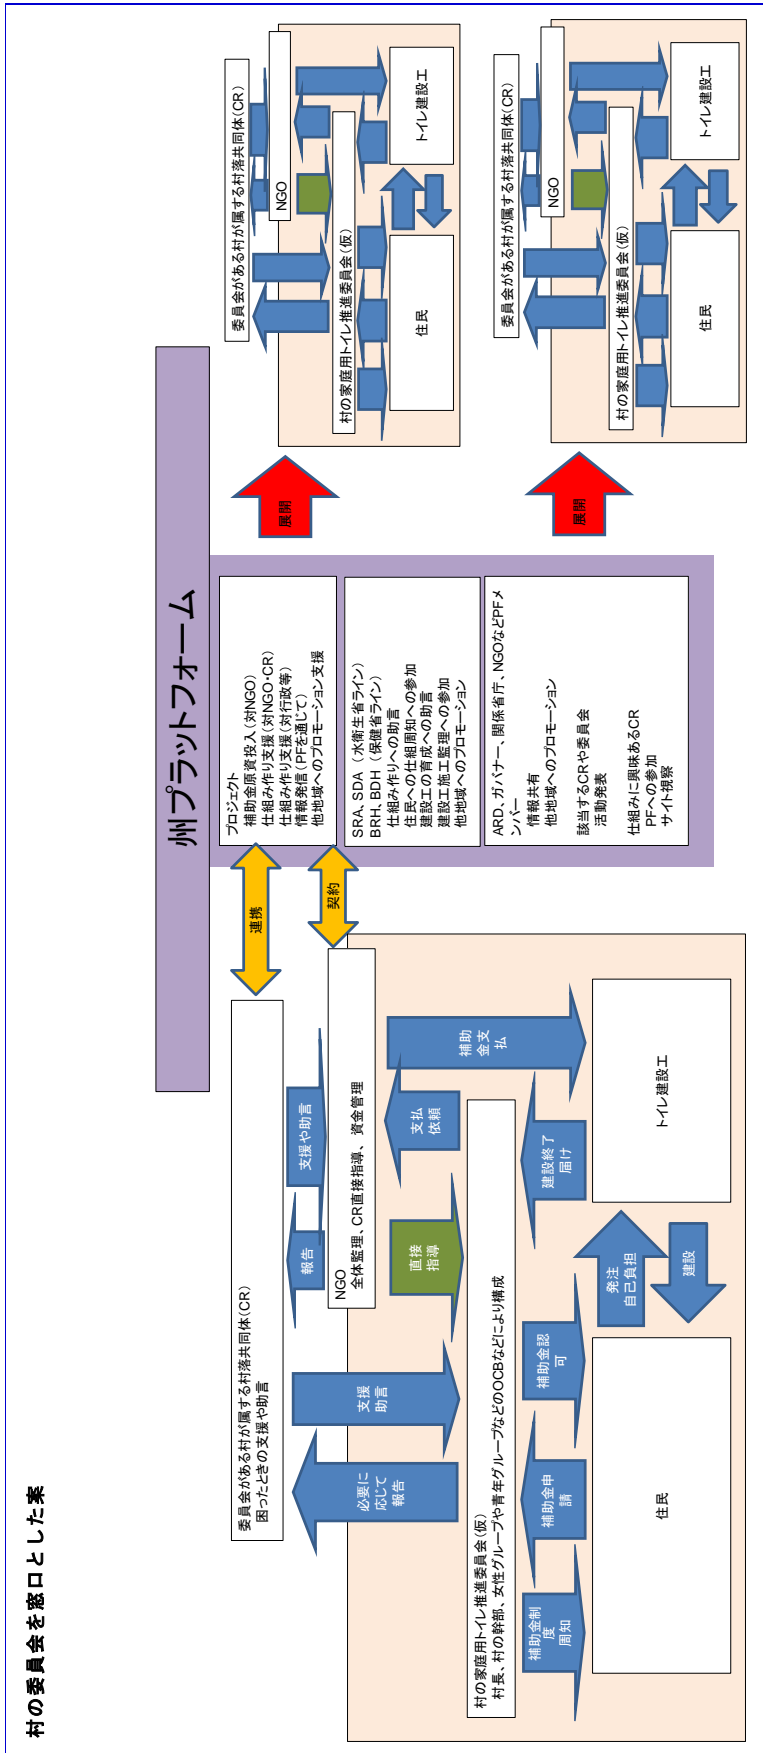 村の委員会を窓口とした案
州プラットフォーム
委員会がある村が属する村落共同体（CR）
困ったときの支援や助言
連携
契約
報告
支援や助言
NGO
全体監理、CR直接指導、資金管理
必要に
応じて
報告
支援
助言
直接
指導
支払
依頼
補助
金支
払
村の家庭用トイレ推進委員会（仮）
村長、村の幹部、女性グループや青年グループなどのOCBなどにより構成
補助金制
度
周知
補助金申
請
補助金認
可
建設終了
届け
住民
発注
自己負担
建設
トイレ建設工
プロジェクト
補助金原資投入（対NGO）
仕組み作り支援（対NGO・CR）
仕組み作り支援（対行政等）
情報発信（PFを通じて）
他地域へのプロモーション支援
SRA、SDA（水衛生省ライン）
BRH、BDH（保健省ライン）
仕組み作りへの助言
住民への仕組周知への参加
建設工の育成への助言
建設工施工監理への参加
他地域へのプロモーション
ARD、ガバナー、関係省庁、NGOなどPFメ
ンバー
情報共有
他地域へのプロモーション
該当するCRや委員会
活動発表
仕組みに興味あるCR
PFへの参加
サイト視察
展開
委員会がある村が属する村落共同体（CR）
NGO
村の家庭用トイレ推進委員会（仮）
住民
トイレ建設工
展開
委員会がある村が属する村落共同体（CR）
NGO
村の家庭用トイレ推進委員会（仮）
住民
トイレ建設工